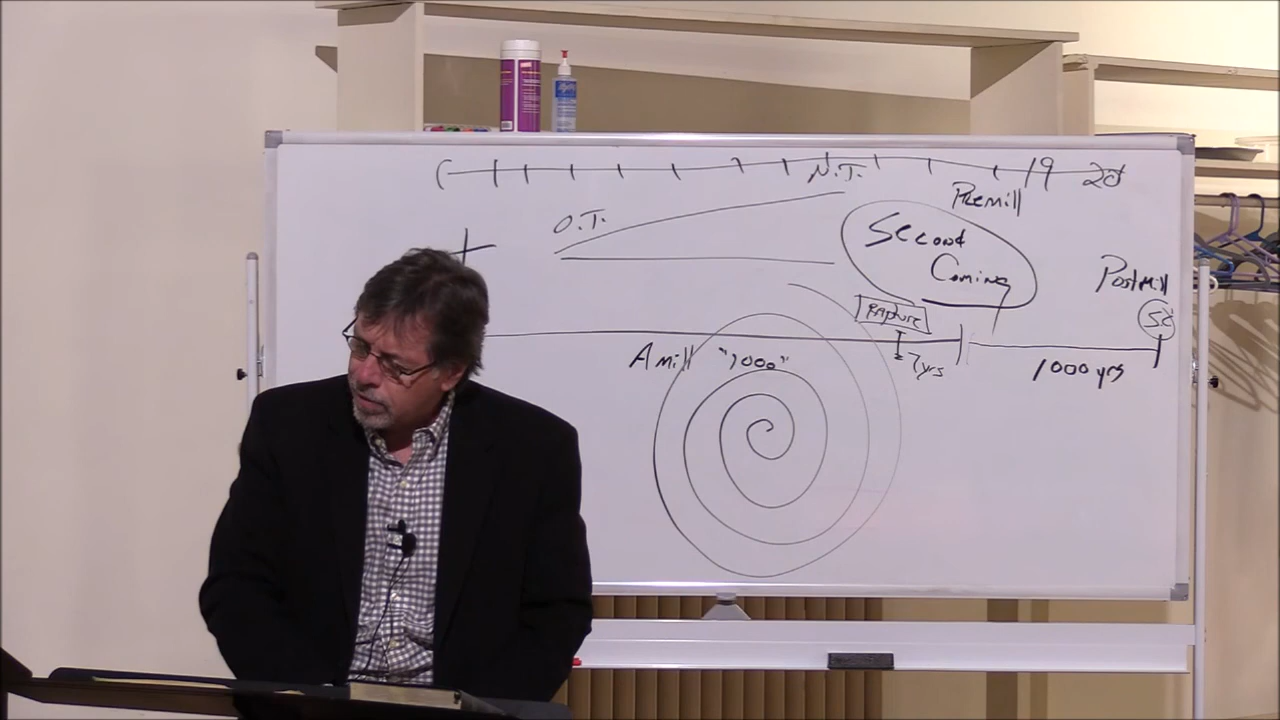 N.T.
19
20
Premill
O.T.
Second
Coming
Postmill
Rapture
SC
Amill "1000"
7yrs
1000 yrs